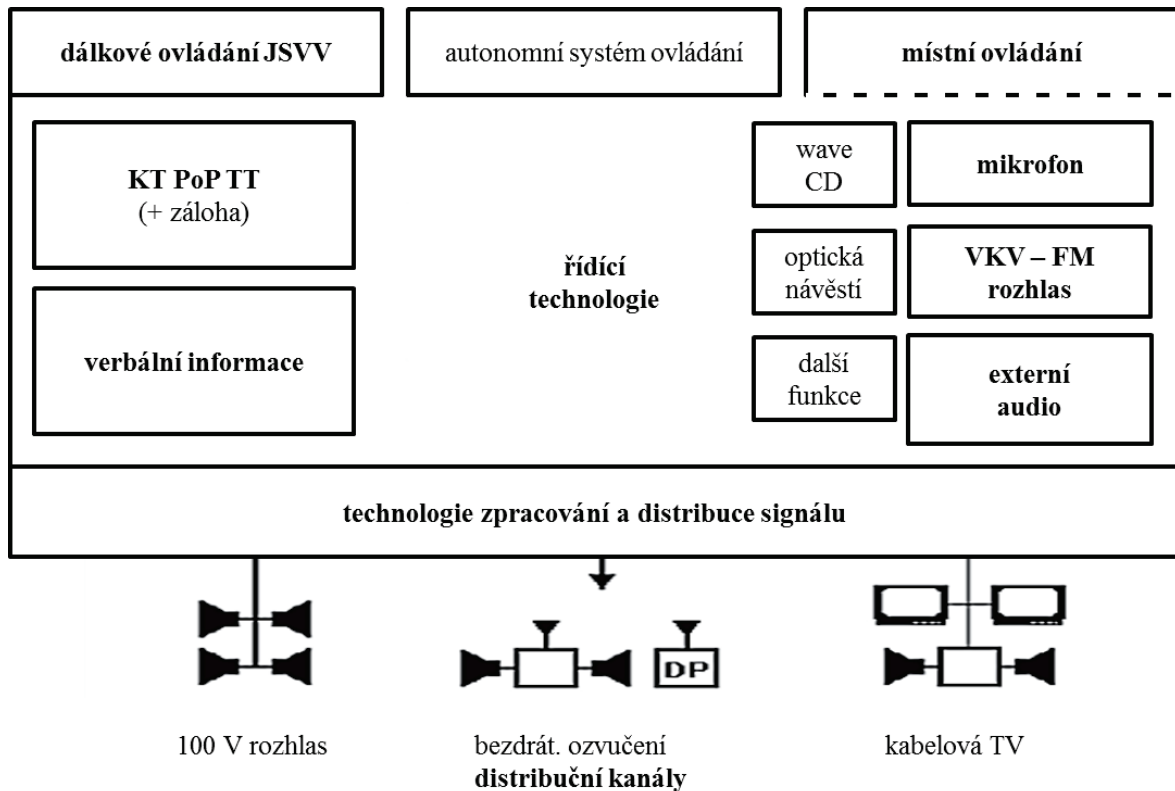 dálkové ovládání JSVV
autonomní systém ovládání
místní ovládání
KT PoP TT
(+ záloha)
verbální informace
řídící
technologie
wave
CD
mikrofon
optická
návěstí
VKV – FM
rozhlas
další
funkce
externí
audio
technologie zpracování a distribuce signálu
DP
100 V rozhlas
bezdrát. ozvučení
kabelová TV
distribuční kanály